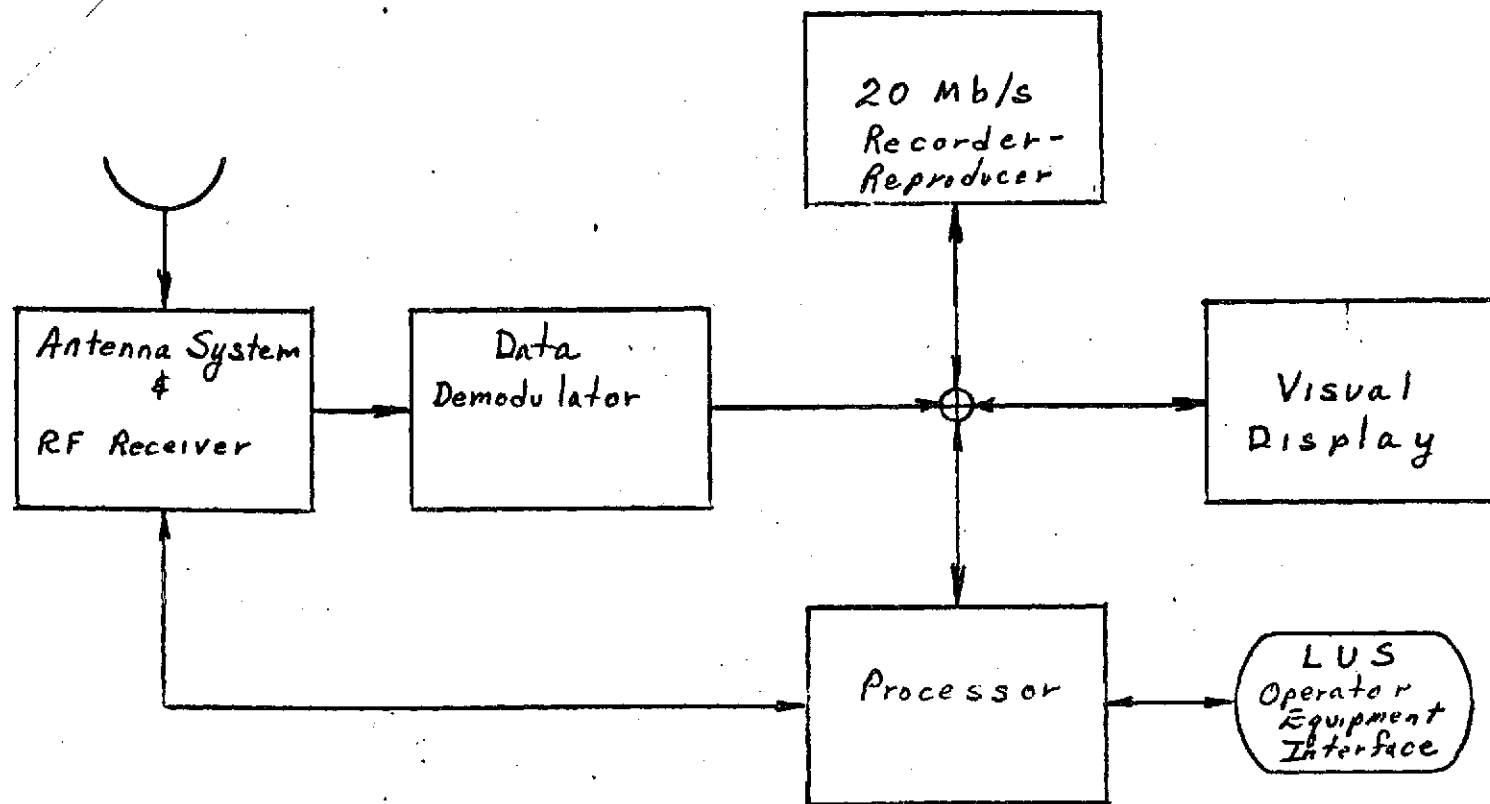 20 Mb/s
Recorder-
Reproducer
Antenna System
&
RF Receiver
Data
Demodulator
Visual
Display
Processor
LUS
Operator
Equipment
Interface